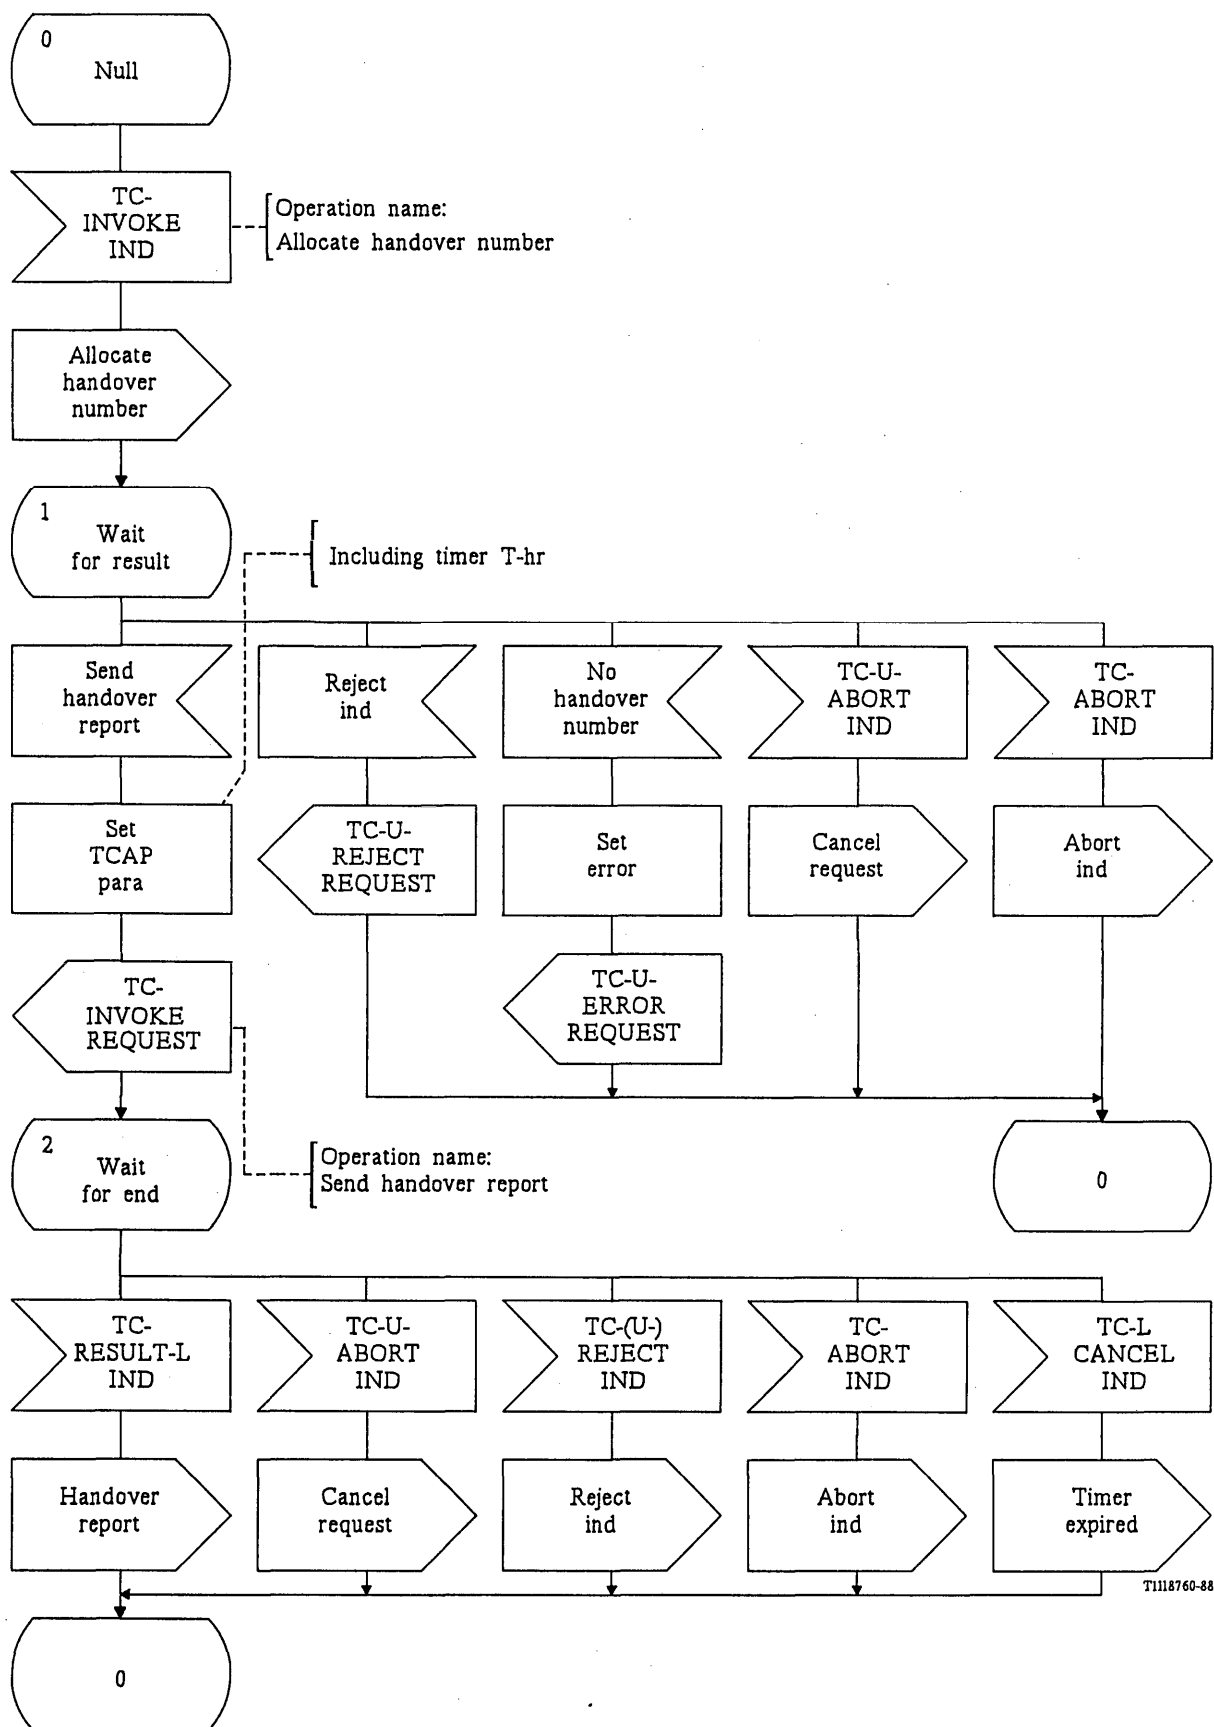 0
Null
TC-
INVOKE
IND
Operation name:
Allocate handover number
Allocate
handover
number
1
Wait
for result
Including timer T-hr
Send
handover
report
Reject
ind
No
handover
number
TC-U-
ABORT
IND
TC-
ABORT
IND
Set
TCAP
para
TC-U-
REJECT
REQUEST
Set
error
Cancel
request
Abort
ind
TC-
INVOKE
REQUEST
TC-U-
ERROR
REQUEST
2
Wait
for end
Operation name:
Send handover report
0
TC-
RESULT-L
IND
TC-U-
ABORT
IND
TC-(U-)
REJECT
IND
TC-
ABORT
IND
TC-L
CANCEL
IND
Handover
report
Cancel
request
Reject
ind
Abort
ind
Timer
expired
T1118760-88
0